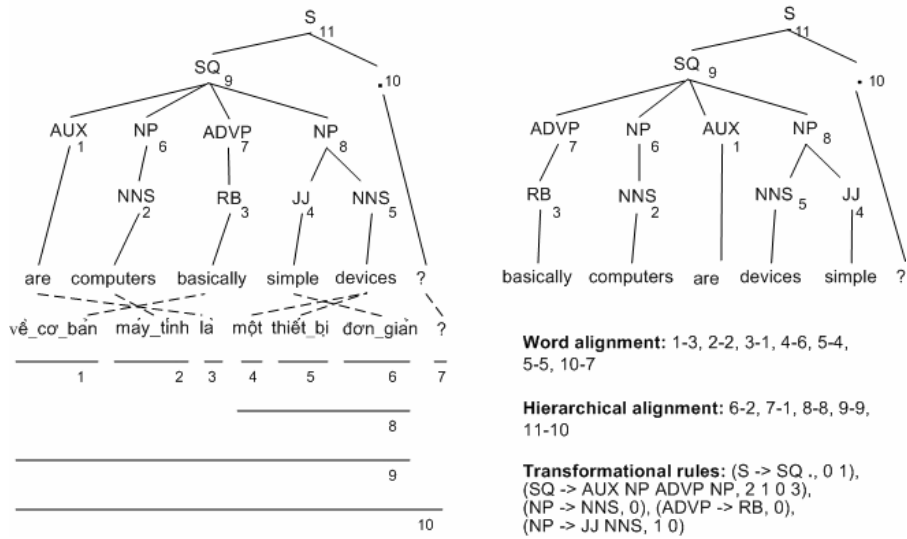 S
11
SQ
9
.
10
AUX
1
NP
6
ADVP
7
NP
8
NNS
2
RB
3
JJ
4
NNS
5
are computers basically simple devices ?
về_cơ_bản máy_tính là một thiết_bị đơn_giản ?
1 2 3 4 5 6 7
8
9
10
S
11
SQ
9
.
10
ADVP
7
NP
6
AUX
1
NP
8
RB
3
NNS
2
NNS
5
JJ
4
basically computers are devices simple ?
Word alignment: 1-3, 2-2, 3-1, 4-6, 5-4,
5-5, 10-7
Hierarchical alignment: 6-2, 7-1, 8-8, 9-9,
11-10
Transformational rules: (S -> SQ ., 0 1),
(SQ -> AUX NP ADVP NP, 2 1 0 3),
(NP -> NNS, 0), (ADVP -> RB, 0),
(NP -> JJ NNS, 1 0)